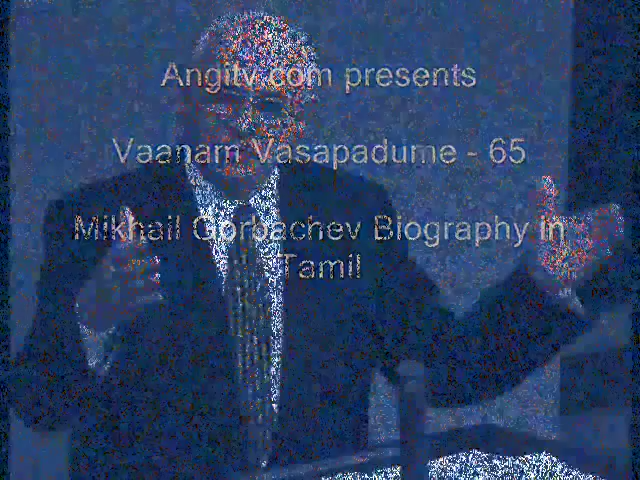 Angitv.com presents
Vaanam Vasapadume - 65
Mikhail Gorbachev Biography in
Tamil